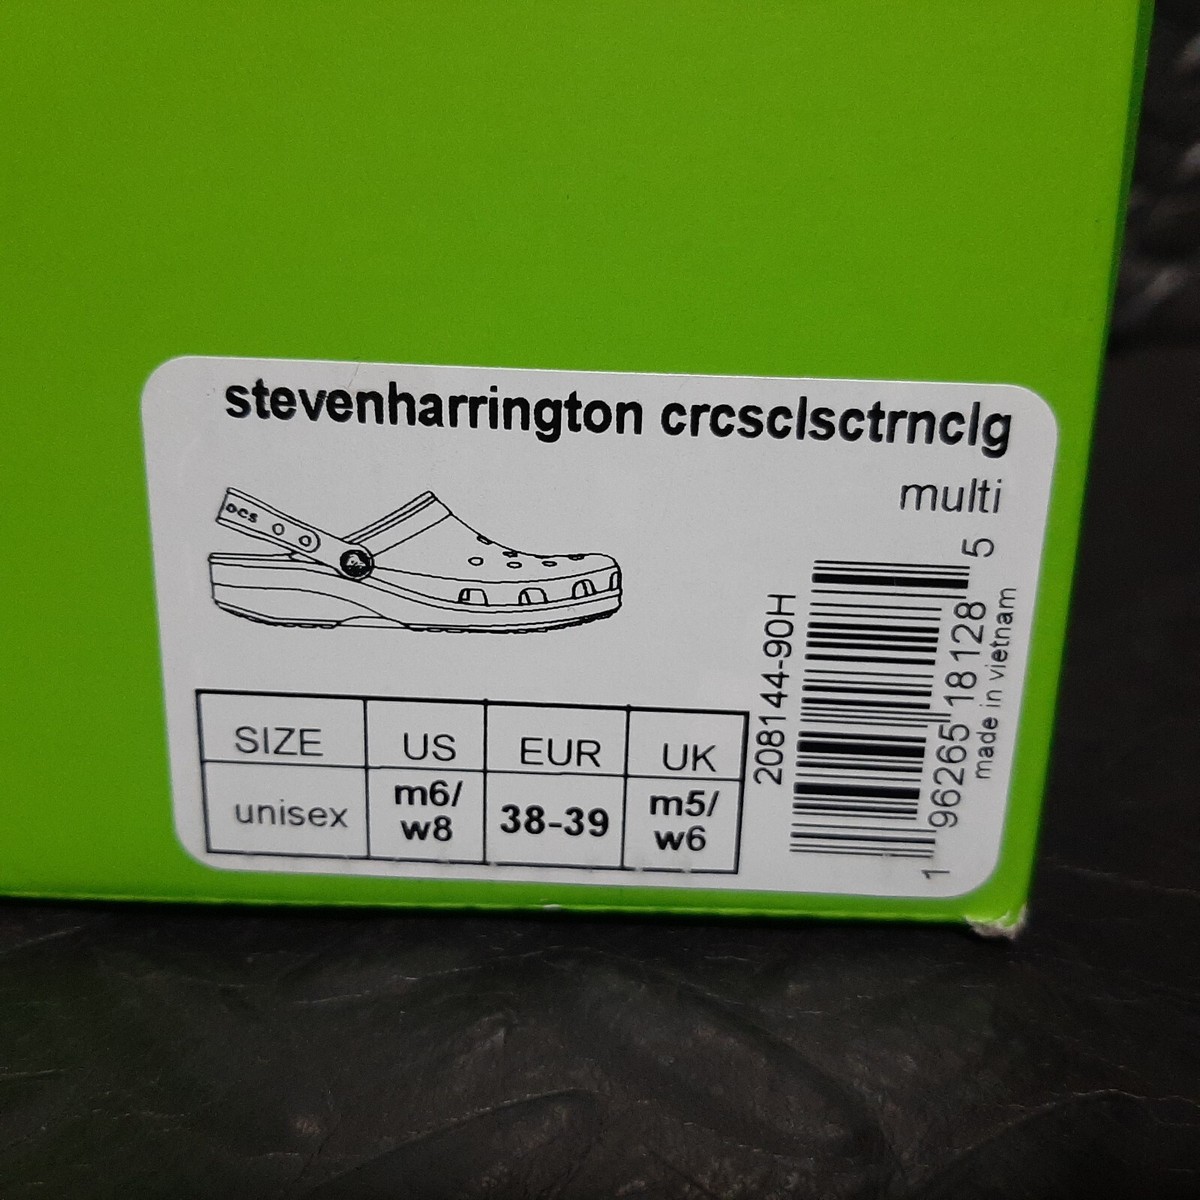 stevenharrington crcsclsctrnclg
multi
ocs
SIZE US EUR UK
unisex m6/ w8 38-39 m5/ w6
208144-90H
1 96265 18128 5
made in vietnam